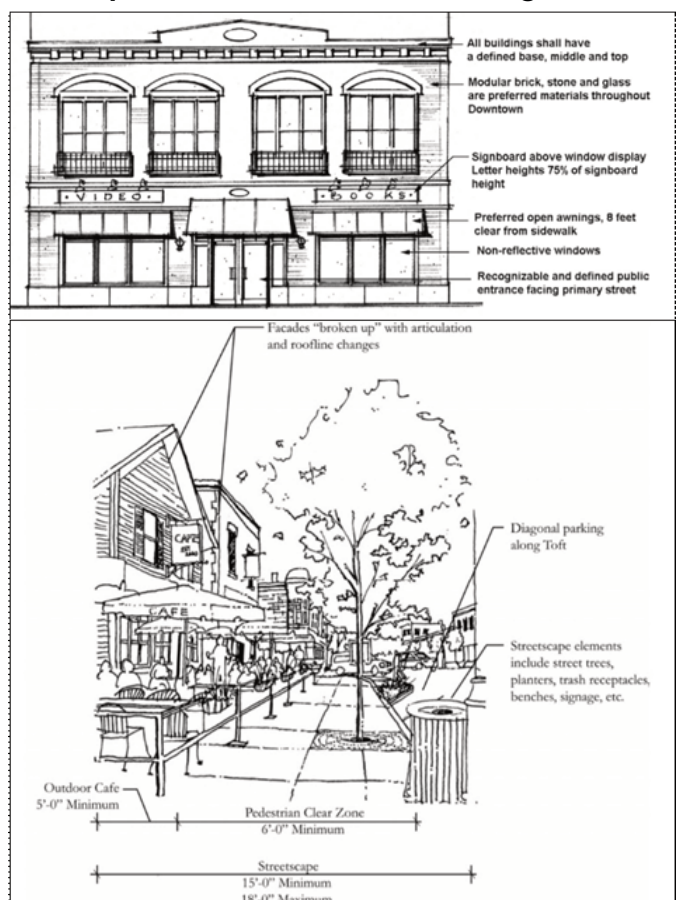 All buildings shall have
a defined base, middle and top
Modular brick, stone and glass
are preferred materials throughout
Downtown
Signboard above window display
Letter heights 75% of signboard
height
· VIDEO ·
· BOOKS ·
Preferred open awnings, 8 feet
clear from sidewalk
Non-reflective windows
Recognizable and defined public
entrance facing primary street
Facades “broken up” with articulation
and roofline changes
Diagonal parking
along Toft
CAFE
CAFE
Streetscape elements
include street trees,
planters, trash receptacles,
benches, signage, etc.
Outdoor Cafe
5'-0" Minimum
Pedestrian Clear Zone
6'-0" Minimum
Streetscape
15'-0" Minimum
18'-0" Maximum